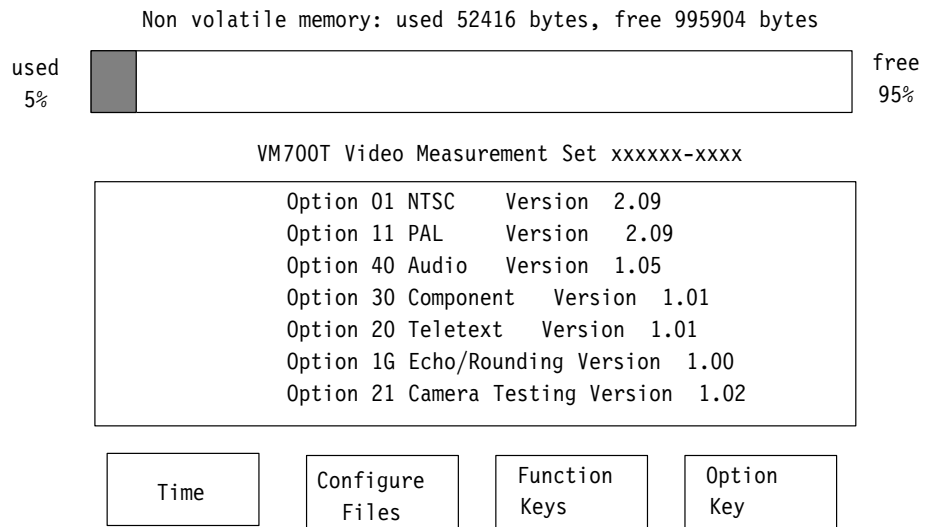 Non volatile memory: used 52416 bytes, free 995904 bytes
used
5%
free
95%
VM700T Video Measurement Set xxxxxx-xxxx
Option 01 NTSC Version 2.09
Option 11 PAL Version 2.09
Option 40 Audio Version 1.05
Option 30 Component Version 1.01
Option 20 Teletext Version 1.01
Option 1G Echo/Rounding Version 1.00
Option 21 Camera Testing Version 1.02
Time
Configure
Files
Function
Keys
Option
Key